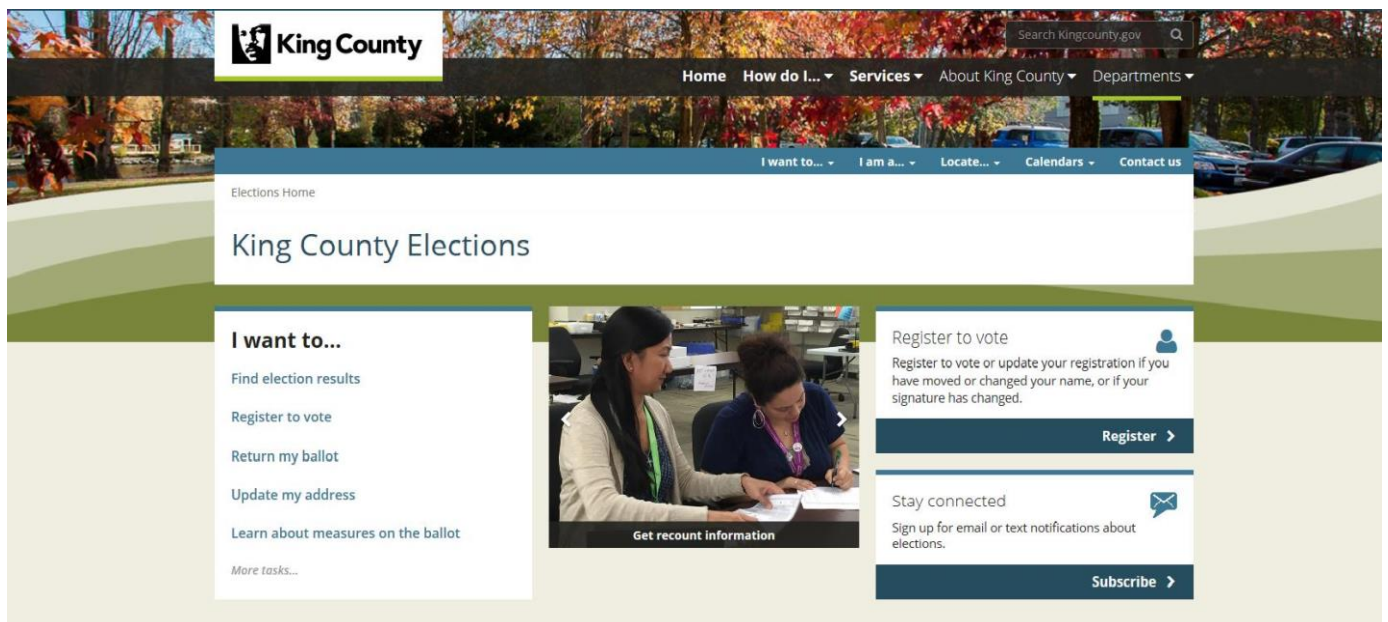 King County
Search Kingcounty.gov
Home How do I... Services About King County Departments
I want to... I am a... Locate... Calendars Contact us
Elections Home
King County Elections
I want to...
Find election results
Register to vote
Return my ballot
Update my address
Learn about measures on the ballot
More tasks...
Get recount information
Register to vote
Register to vote or update your registration if you
have moved or changed your name, or if your
signature has changed.
Register
Stay connected
Sign up for email or text notifications about
elections.
Subscribe